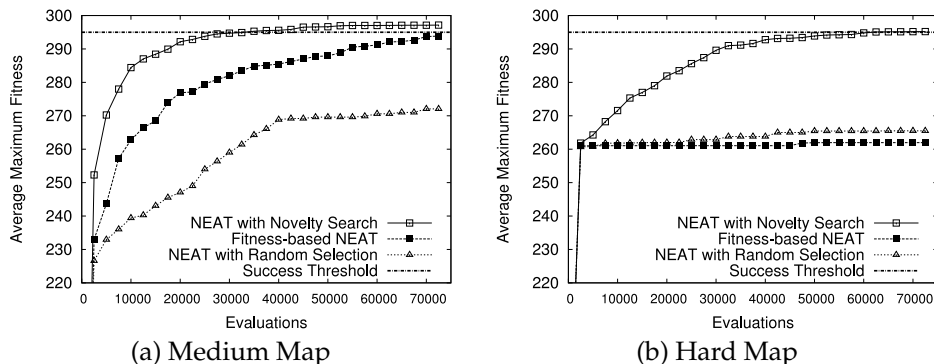 300
290
280
270
260
250
240
230
220
Average Maximum Fitness
NEAT with Novelty Search
Fitness-based NEAT
NEAT with Random Selection
Success Threshold
0 10000 20000 30000 40000 50000 60000 70000
Evaluations
(a) Medium Map
300
290
280
270
260
250
240
230
220
Average Maximum Fitness
NEAT with Novelty Search
Fitness-based NEAT
NEAT with Random Selection
Success Threshold
0 10000 20000 30000 40000 50000 60000 70000
Evaluations
(b) Hard Map